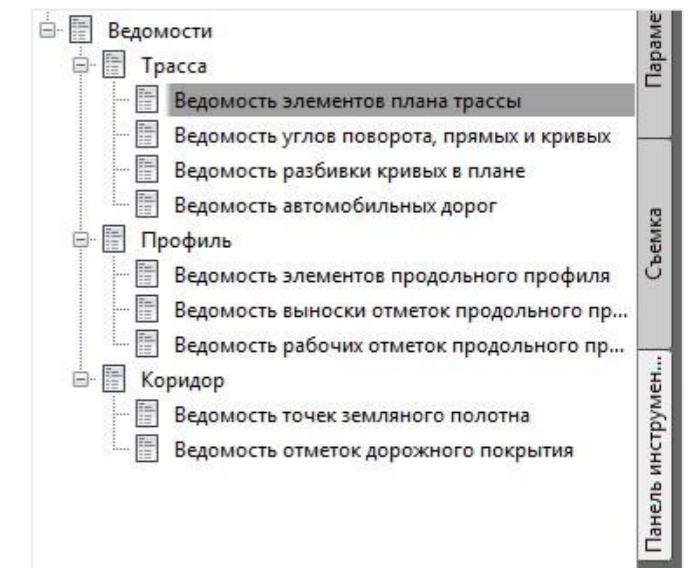 Ведомости
Трасса
Ведомость элементов плана трассы
Ведомость углов поворота, прямых и кривых
Ведомость разбивки кривых в плане
Ведомость автомобильных дорог
Профиль
Ведомость элементов продольного профиля
Ведомость выноски отметок продольного пр...
Ведомость рабочих отметок продольного пр...
Коридор
Ведомость точек земляного полотна
Ведомость отметок дорожного покрытия
Параме
Съемка
Панель инструмен...